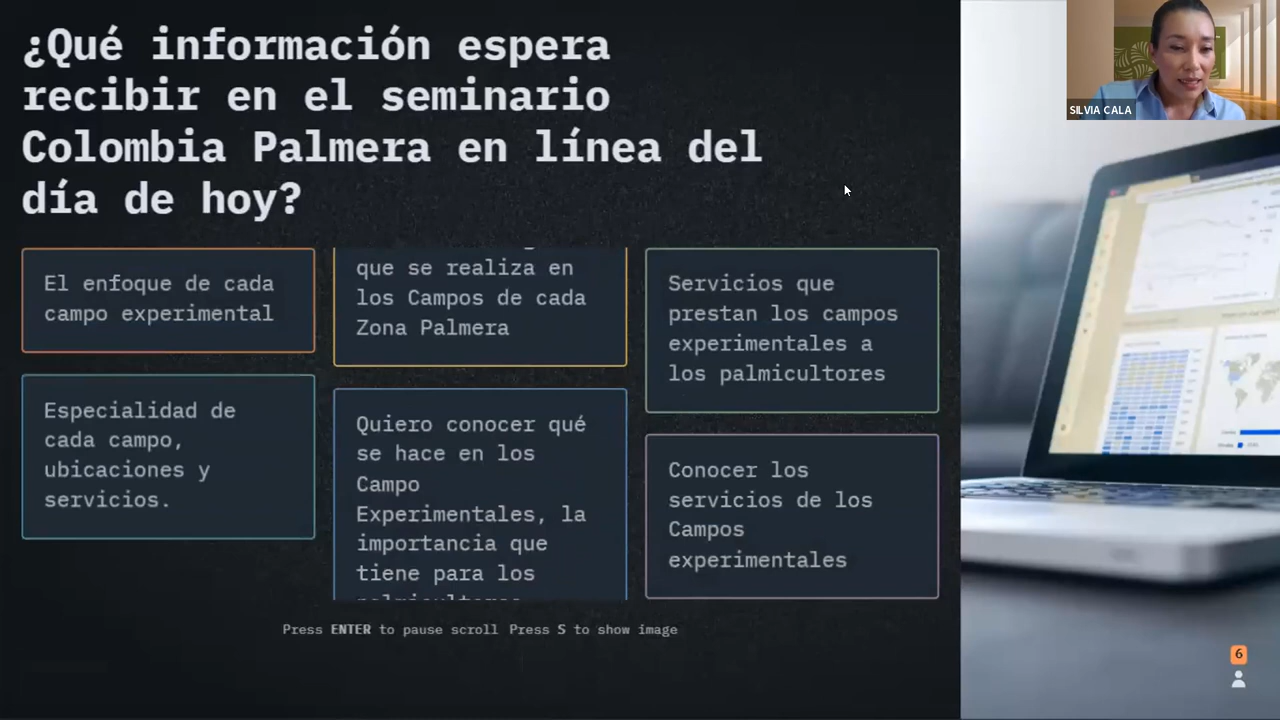 ¿Qué información espera
recibir en el seminario
Colombia Palmera en línea del
día de hoy?
SILVIA CALA
El enfoque de cada
campo experimental
Especialidad de
cada campo,
ubicaciones y
servicios.
que se realiza en
los Campos de cada
Zona Palmera
Quiero conocer qué
se hace en los
Campo
Experimentales, la
importancia que
tiene para los
Servicios que
prestan los campos
experimentales a
los palmicultores
Conocer los
servicios de los
Campos
experimentales
Press ENTER to pause scroll Press S to show image
6